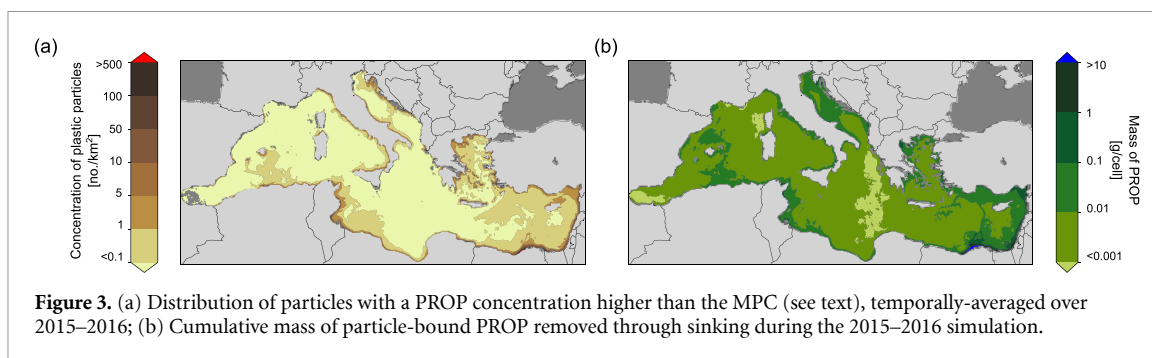 (a)
Concentration of plastic particles
[no./km²]
>500
100
50
10
5
1
<0.1
(b)
>10
1
0.1
0.01
<0.001
Mass of PROP
[g/cell]
Figure 3. (a) Distribution of particles with a PROP concentration higher than the MPC (see text), temporally-averaged over
2015–2016; (b) Cumulative mass of particle-bound PROP removed through sinking during the 2015–2016 simulation.